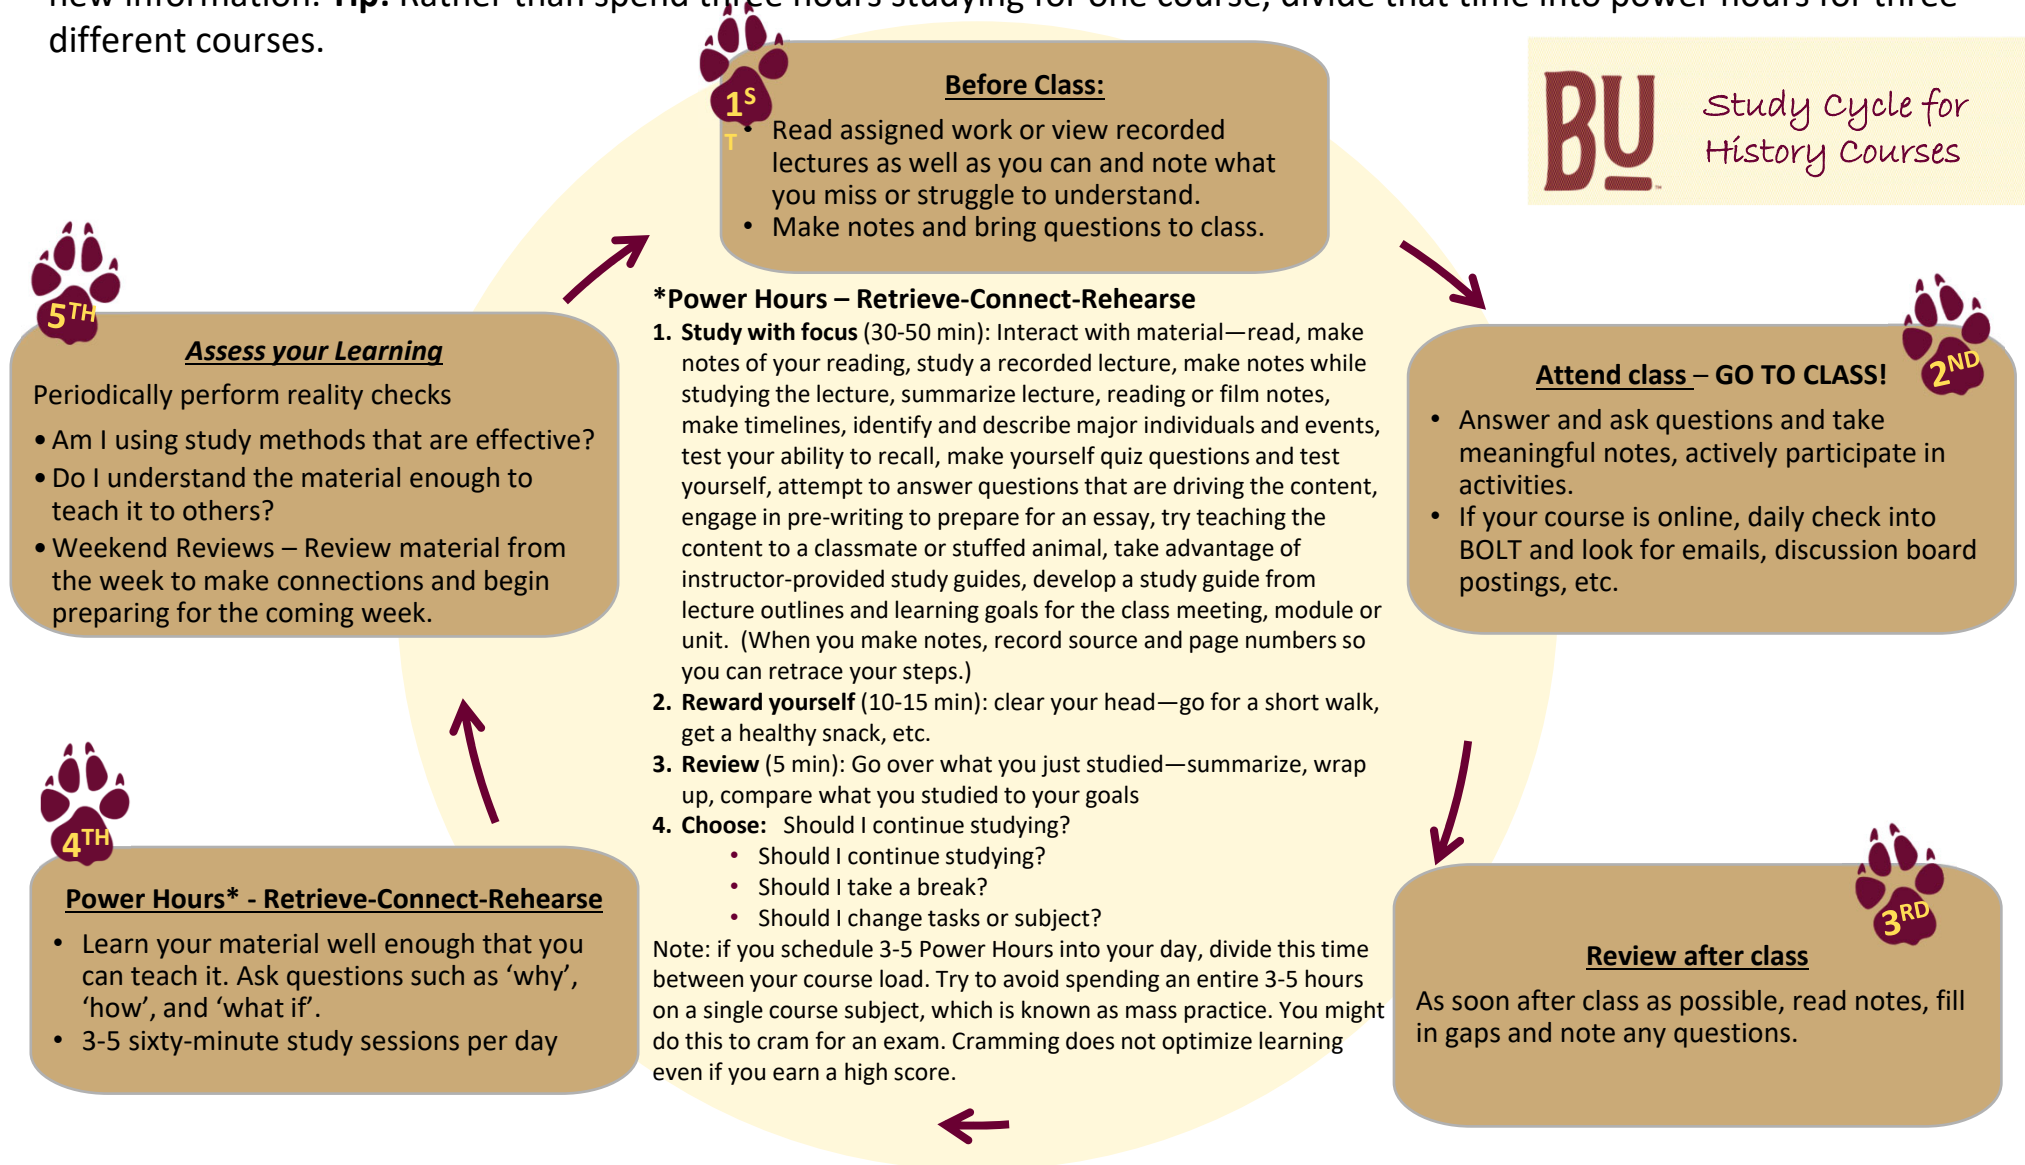 new information. Tip: Rather than spend three hours studying for one course, divide that time into power hours for three
different courses.
BU
Study Cycle for
History Courses
1ST
Before Class:
• Read assigned work or view recorded
lectures as well as you can and note what
you miss or struggle to understand.
• Make notes and bring questions to class.
2ND
Attend class – GO TO CLASS!
• Answer and ask questions and take
meaningful notes, actively participate in
activities.
• If your course is online, daily check into
BOLT and look for emails, discussion board
postings, etc.
3RD
Review after class
As soon after class as possible, read notes, fill
in gaps and note any questions.
4TH
Power Hours* - Retrieve-Connect-Rehearse
• Learn your material well enough that you
can teach it. Ask questions such as ‘why’,
‘how’, and ‘what if’.
• 3-5 sixty-minute study sessions per day
5TH
Assess your Learning
Periodically perform reality checks
• Am I using study methods that are effective?
• Do I understand the material enough to
teach it to others?
• Weekend Reviews – Review material from
the week to make connections and begin
preparing for the coming week.
*Power Hours – Retrieve-Connect-Rehearse
1. Study with focus (30-50 min): Interact with material—read, make
notes of your reading, study a recorded lecture, make notes while
studying the lecture, summarize lecture, reading or film notes,
make timelines, identify and describe major individuals and events,
test your ability to recall, make yourself quiz questions and test
yourself, attempt to answer questions that are driving the content,
engage in pre-writing to prepare for an essay, try teaching the
content to a classmate or stuffed animal, take advantage of
instructor-provided study guides, develop a study guide from
lecture outlines and learning goals for the class meeting, module or
unit. (When you make notes, record source and page numbers so
you can retrace your steps.)
2. Reward yourself (10-15 min): clear your head—go for a short walk,
get a healthy snack, etc.
3. Review (5 min): Go over what you just studied—summarize, wrap
up, compare what you studied to your goals
4. Choose: Should I continue studying?
• Should I continue studying?
• Should I take a break?
• Should I change tasks or subject?
Note: if you schedule 3-5 Power Hours into your day, divide this time
between your course load. Try to avoid spending an entire 3-5 hours
on a single course subject, which is known as mass practice. You might
do this to cram for an exam. Cramming does not optimize learning
even if you earn a high score.